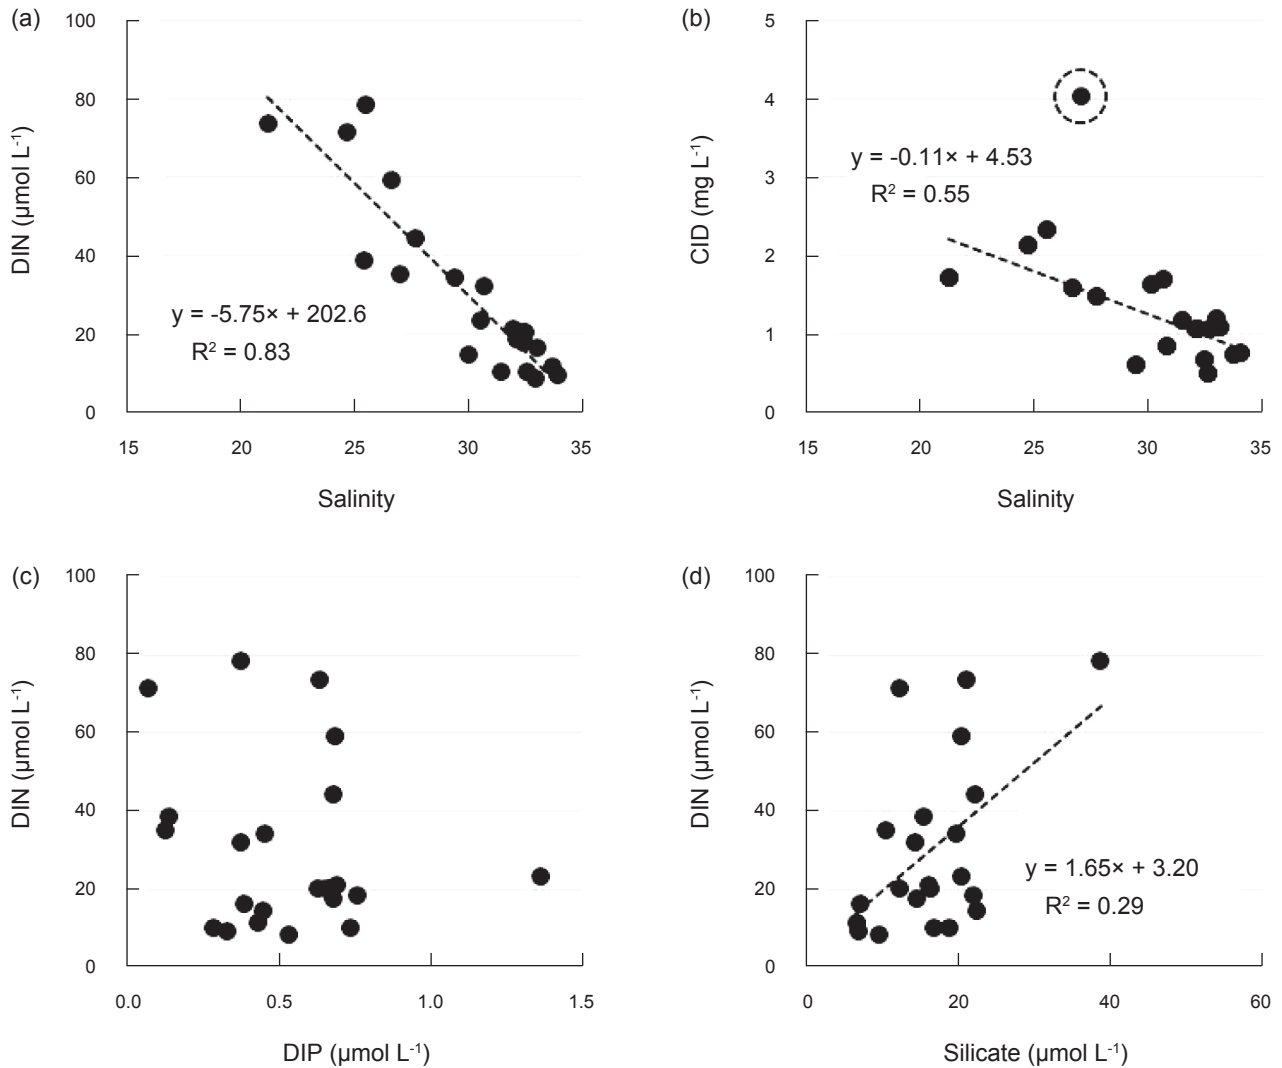 (a)
100
80
60
40
20
0
DIN (µmol L⁻¹)
y = -5.75× + 202.6
R² = 0.83
15 20 25 30 35
Salinity
(b)
5
4
3
2
1
0
CID (mg L⁻¹)
y = -0.11× + 4.53
R² = 0.55
15 20 25 30 35
Salinity
(c)
100
80
60
40
20
0
DIN (µmol L⁻¹)
0.0 0.5 1.0 1.5
DIP (µmol L⁻¹)
(d)
100
80
60
40
20
0
DIN (µmol L⁻¹)
y = 1.65× + 3.20
R² = 0.29
0 20 40 60
Silicate (µmol L⁻¹)